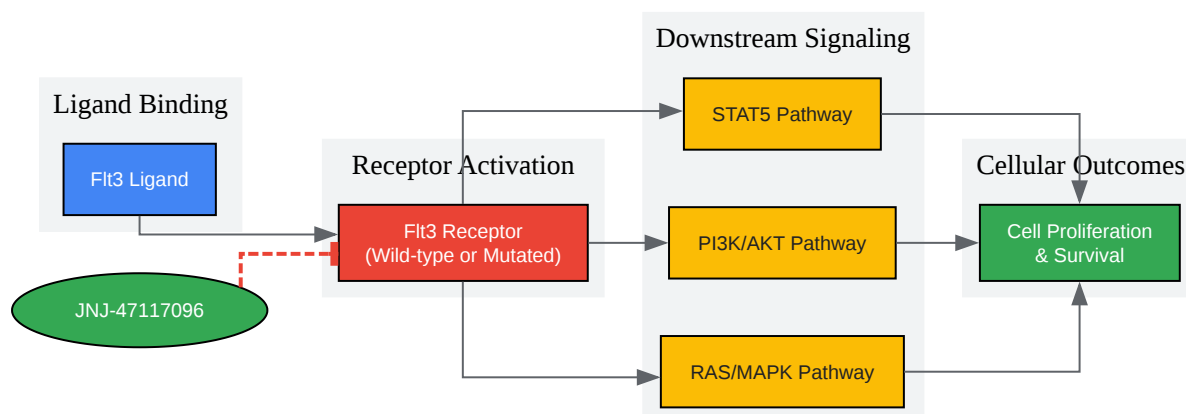 Ligand Binding
Flt3 Ligand
JNJ-47117096
Receptor Activation
Flt3 Receptor
(Wild-type or Mutated)
Downstream Signaling
STAT5 Pathway
PI3K/AKT Pathway
RAS/MAPK Pathway
Cellular Outcomes
Cell Proliferation
& Survival